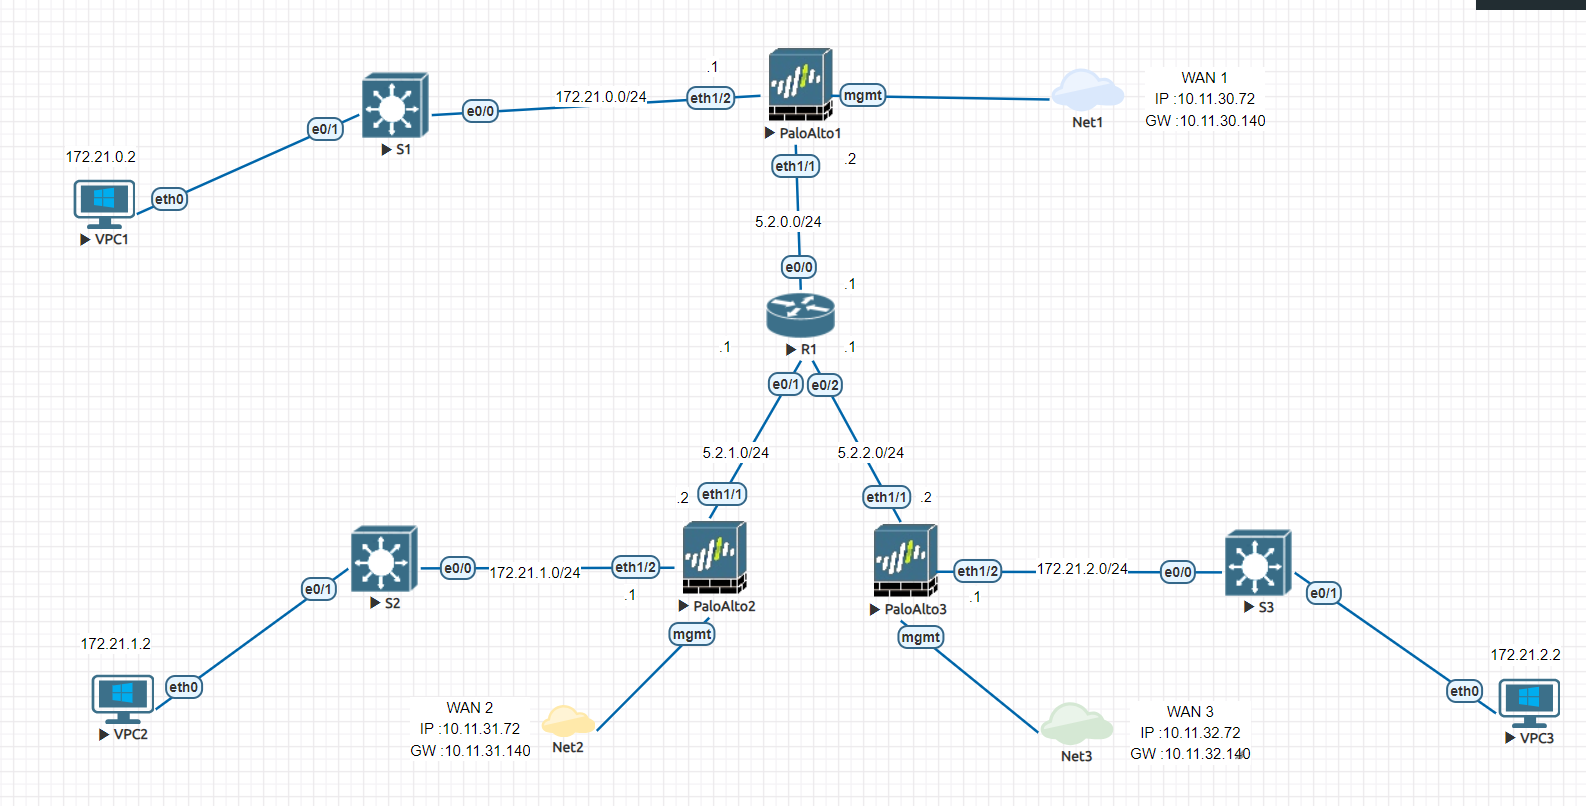 .1
WAN 1
172.21.0.0/24
eth1/2
mgmt
IP :10.11.30.72
e0/0
Net1
GW :10.11.30.140
e0/1
PaloAlto1
S1
172.21.0.2
eth1/1
.2
eth0
5.2.0.0/24
VPC1
e0/0
.1
.1
R1
.1
e0/1
e0/2
5.2.1.0/24
5.2.2.0/24
.2
eth1/1
eth1/1
.2
e0/0
172.21.1.0/24
eth1/2
eth1/2
172.21.2.0/24
e0/0
e0/1
S2
.1
PaloAlto2
PaloAlto3
.1
S3
e0/1
172.21.1.2
mgmt
mgmt
172.21.2.2
eth0
eth0
VPC2
WAN 2
IP :10.11.31.72
GW :10.11.31.140
Net2
Net3
WAN 3
IP :10.11.32.72
GW :10.11.32.140
VPC3